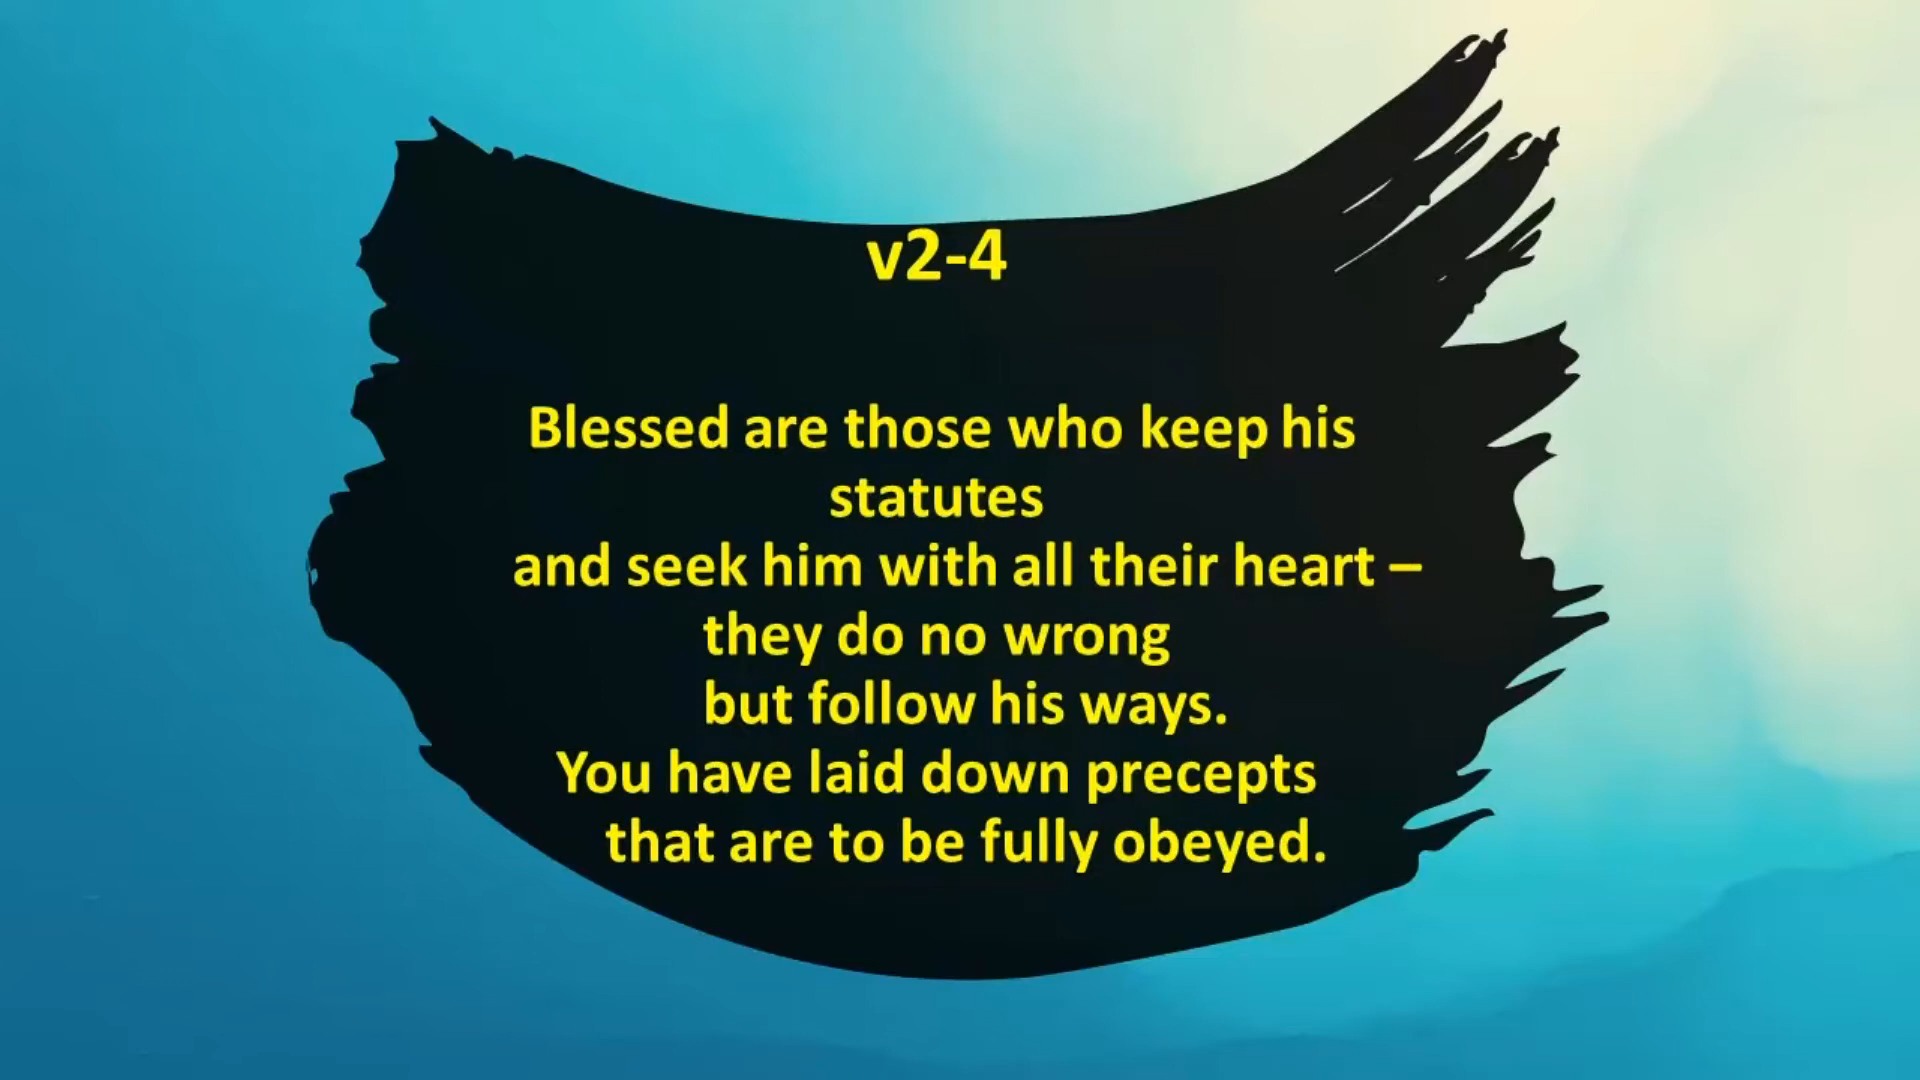 v2-4
Blessed are those who keep his
statutes
and seek him with all their heart –
they do no wrong
but follow his ways.
You have laid down precepts
that are to be fully obeyed.